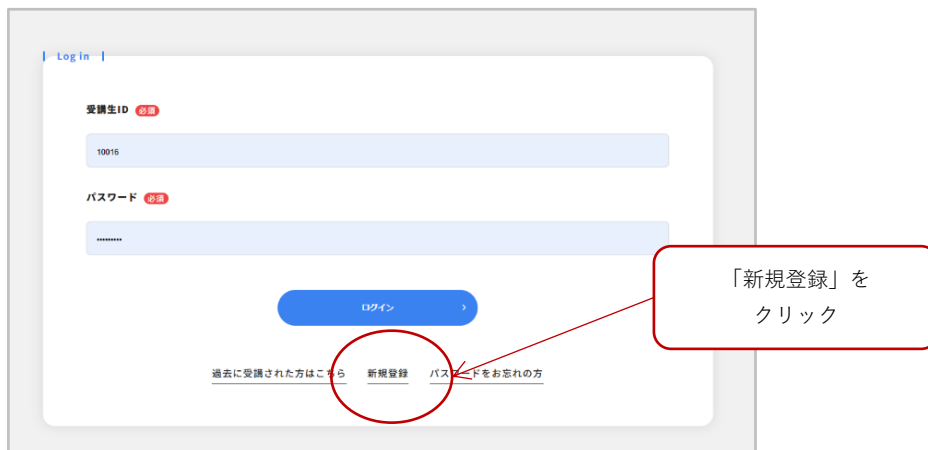 Log in
受講生ID 必須
10016
パスワード 必須
•••••••••
ログイン
過去に受講された方はこちら 新規登録 パスワードをお忘れの方
「新規登録」を
クリック